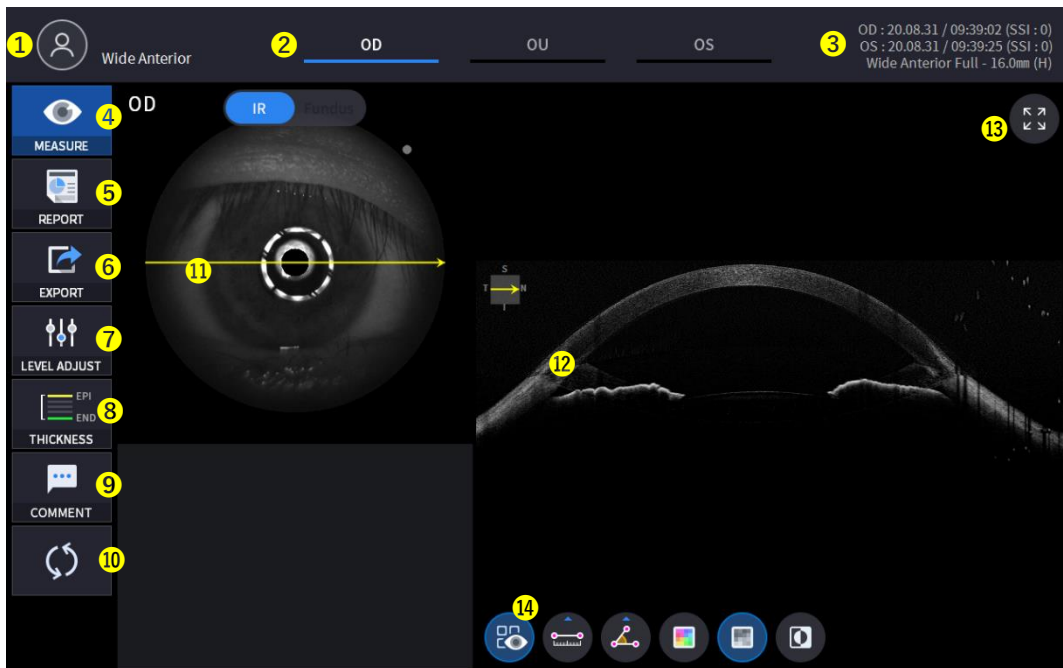 1
Wide Anterior
2
OD
OU
OS
3
OD : 20.08.31 / 09:39:02 (SSI : 0)
OS : 20.08.31 / 09:39:25 (SSI : 0)
Wide Anterior Full - 16.0mm (H)
4
MEASURE
5
REPORT
6
EXPORT
7
LEVEL ADJUST
EPI
8
END
THICKNESS
9
COMMENT
10
OD
IR
Fundus
11
13
S
T N
I
12
14